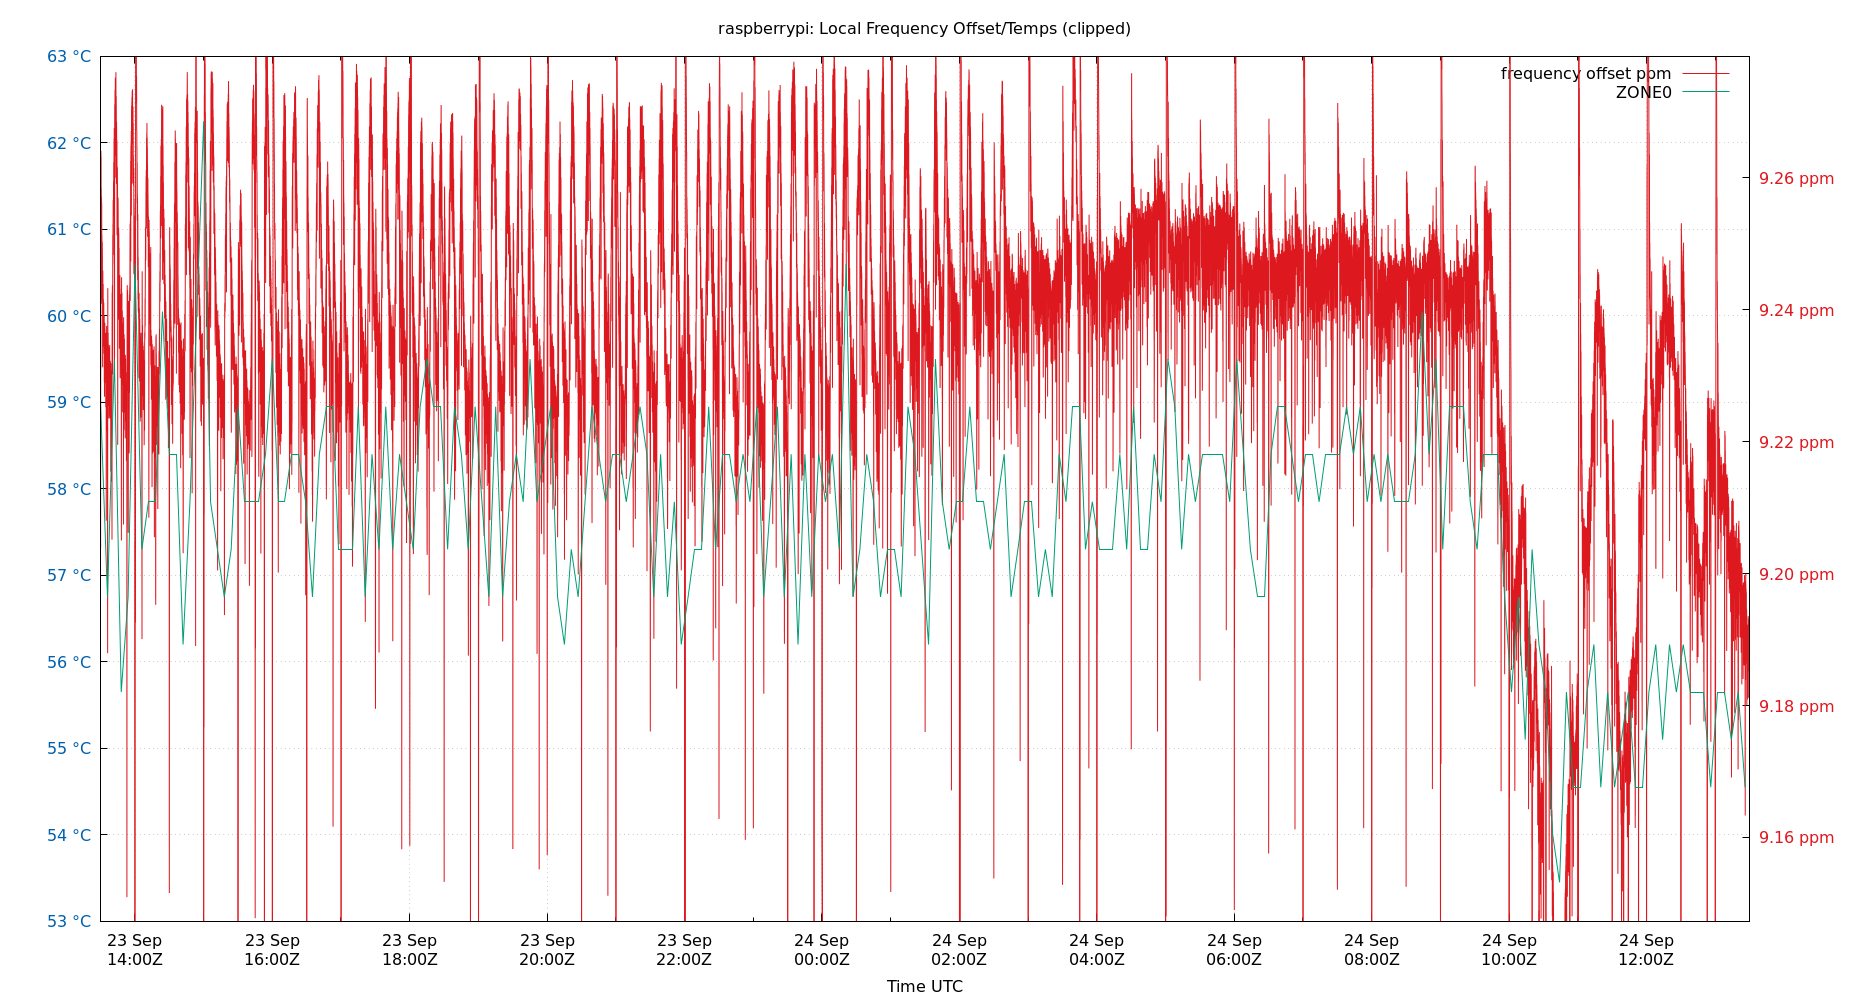 raspberrypi: Local Frequency Offset/Temps (clipped)
63 °C
62 °C
61 °C
60 °C
59 °C
58 °C
57 °C
56 °C
55 °C
54 °C
53 °C
frequency offset ppm
ZONE0
9.26 ppm
9.24 ppm
9.22 ppm
9.20 ppm
9.18 ppm
9.16 ppm
23 Sep
14:00Z
23 Sep
16:00Z
23 Sep
18:00Z
23 Sep
20:00Z
23 Sep
22:00Z
24 Sep
00:00Z
24 Sep
02:00Z
24 Sep
04:00Z
24 Sep
06:00Z
24 Sep
08:00Z
24 Sep
10:00Z
24 Sep
12:00Z
Time UTC